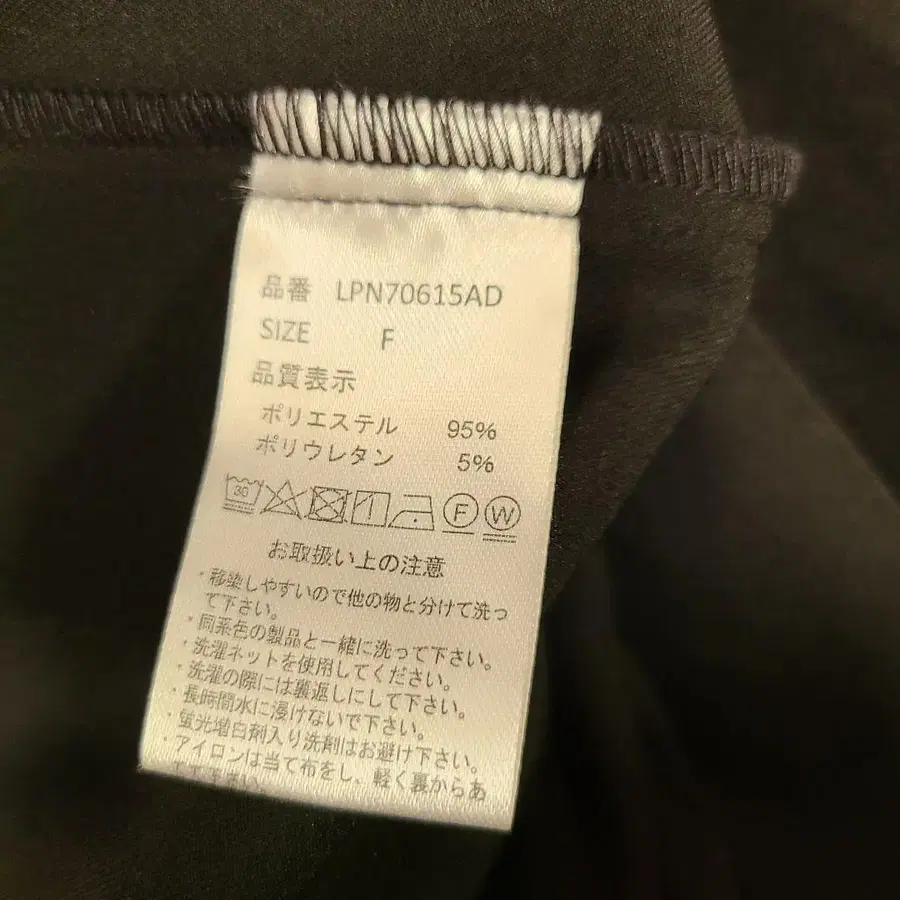 品番 LPN70615AD
SIZE F
品質表示
ポリエステル 95%
ポリウレタン 5%
30 F W
お取扱い上の注意
・移染しやすいので他の物と分けて洗っ
て下さい。
・同系色の製品と一緒に洗って下さい。
・洗濯ネットを使用してください。
・洗濯の際には裏返しにして下さい。
・長時間水に浸けないで下さい。
・蛍光増白剤入り洗剤はお避け下さい。
・アイロンは当て布をし、軽く裏からあ
てて下さい。